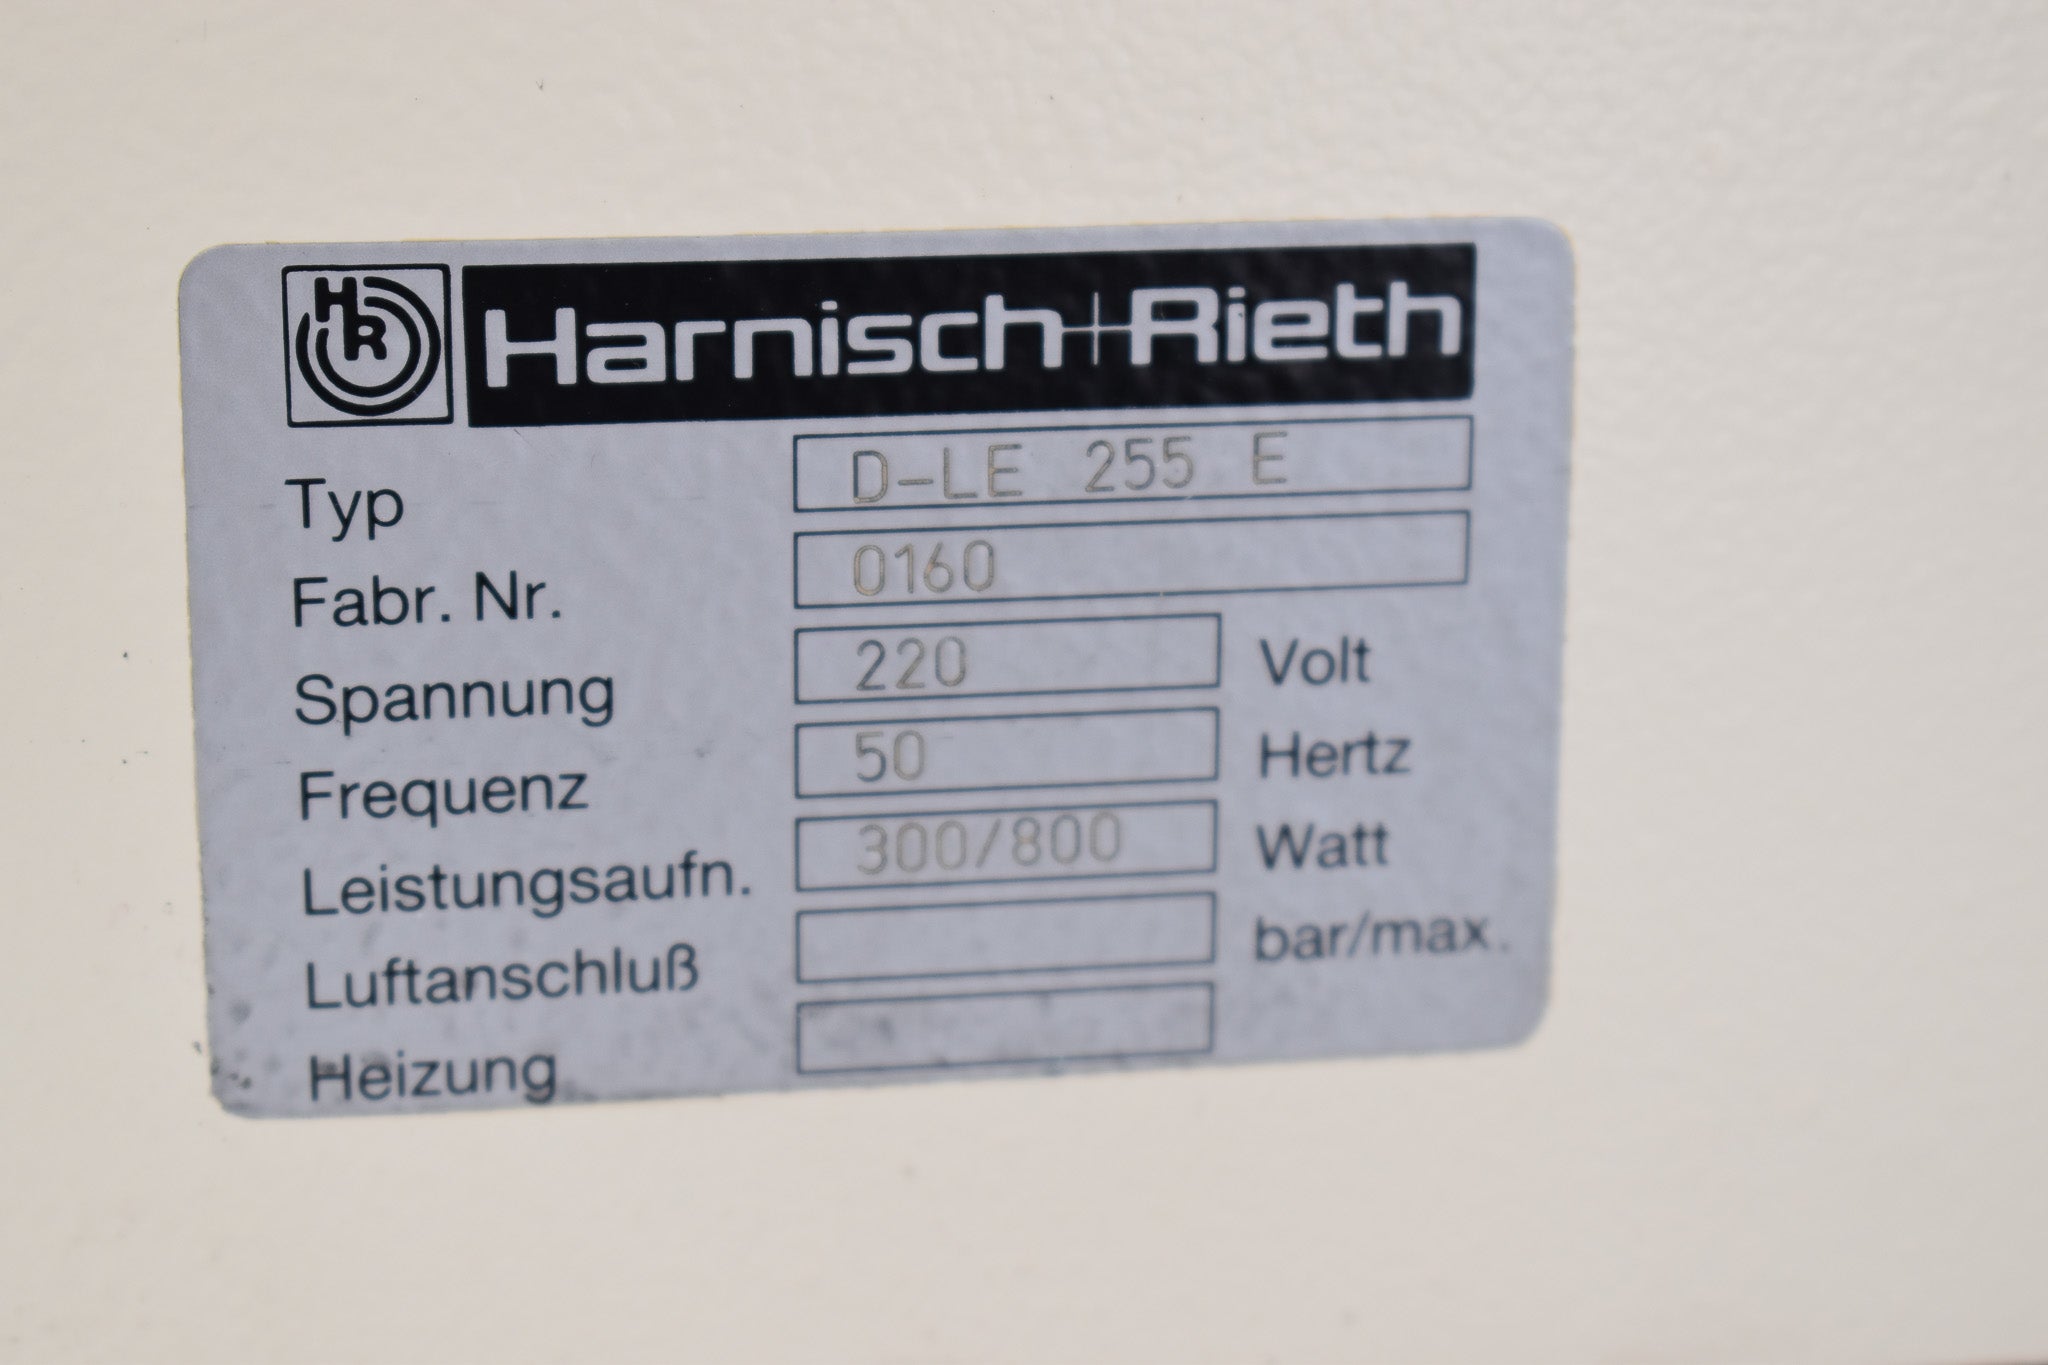 HR Harnisch+Rieth
Typ D-LE 255 E
Fabr. Nr. 0160
Spannung 220 Volt
Frequenz 50 Hertz
Leistungsaufn. 300/800 Watt
Luftanschluß bar/max.
Heizung